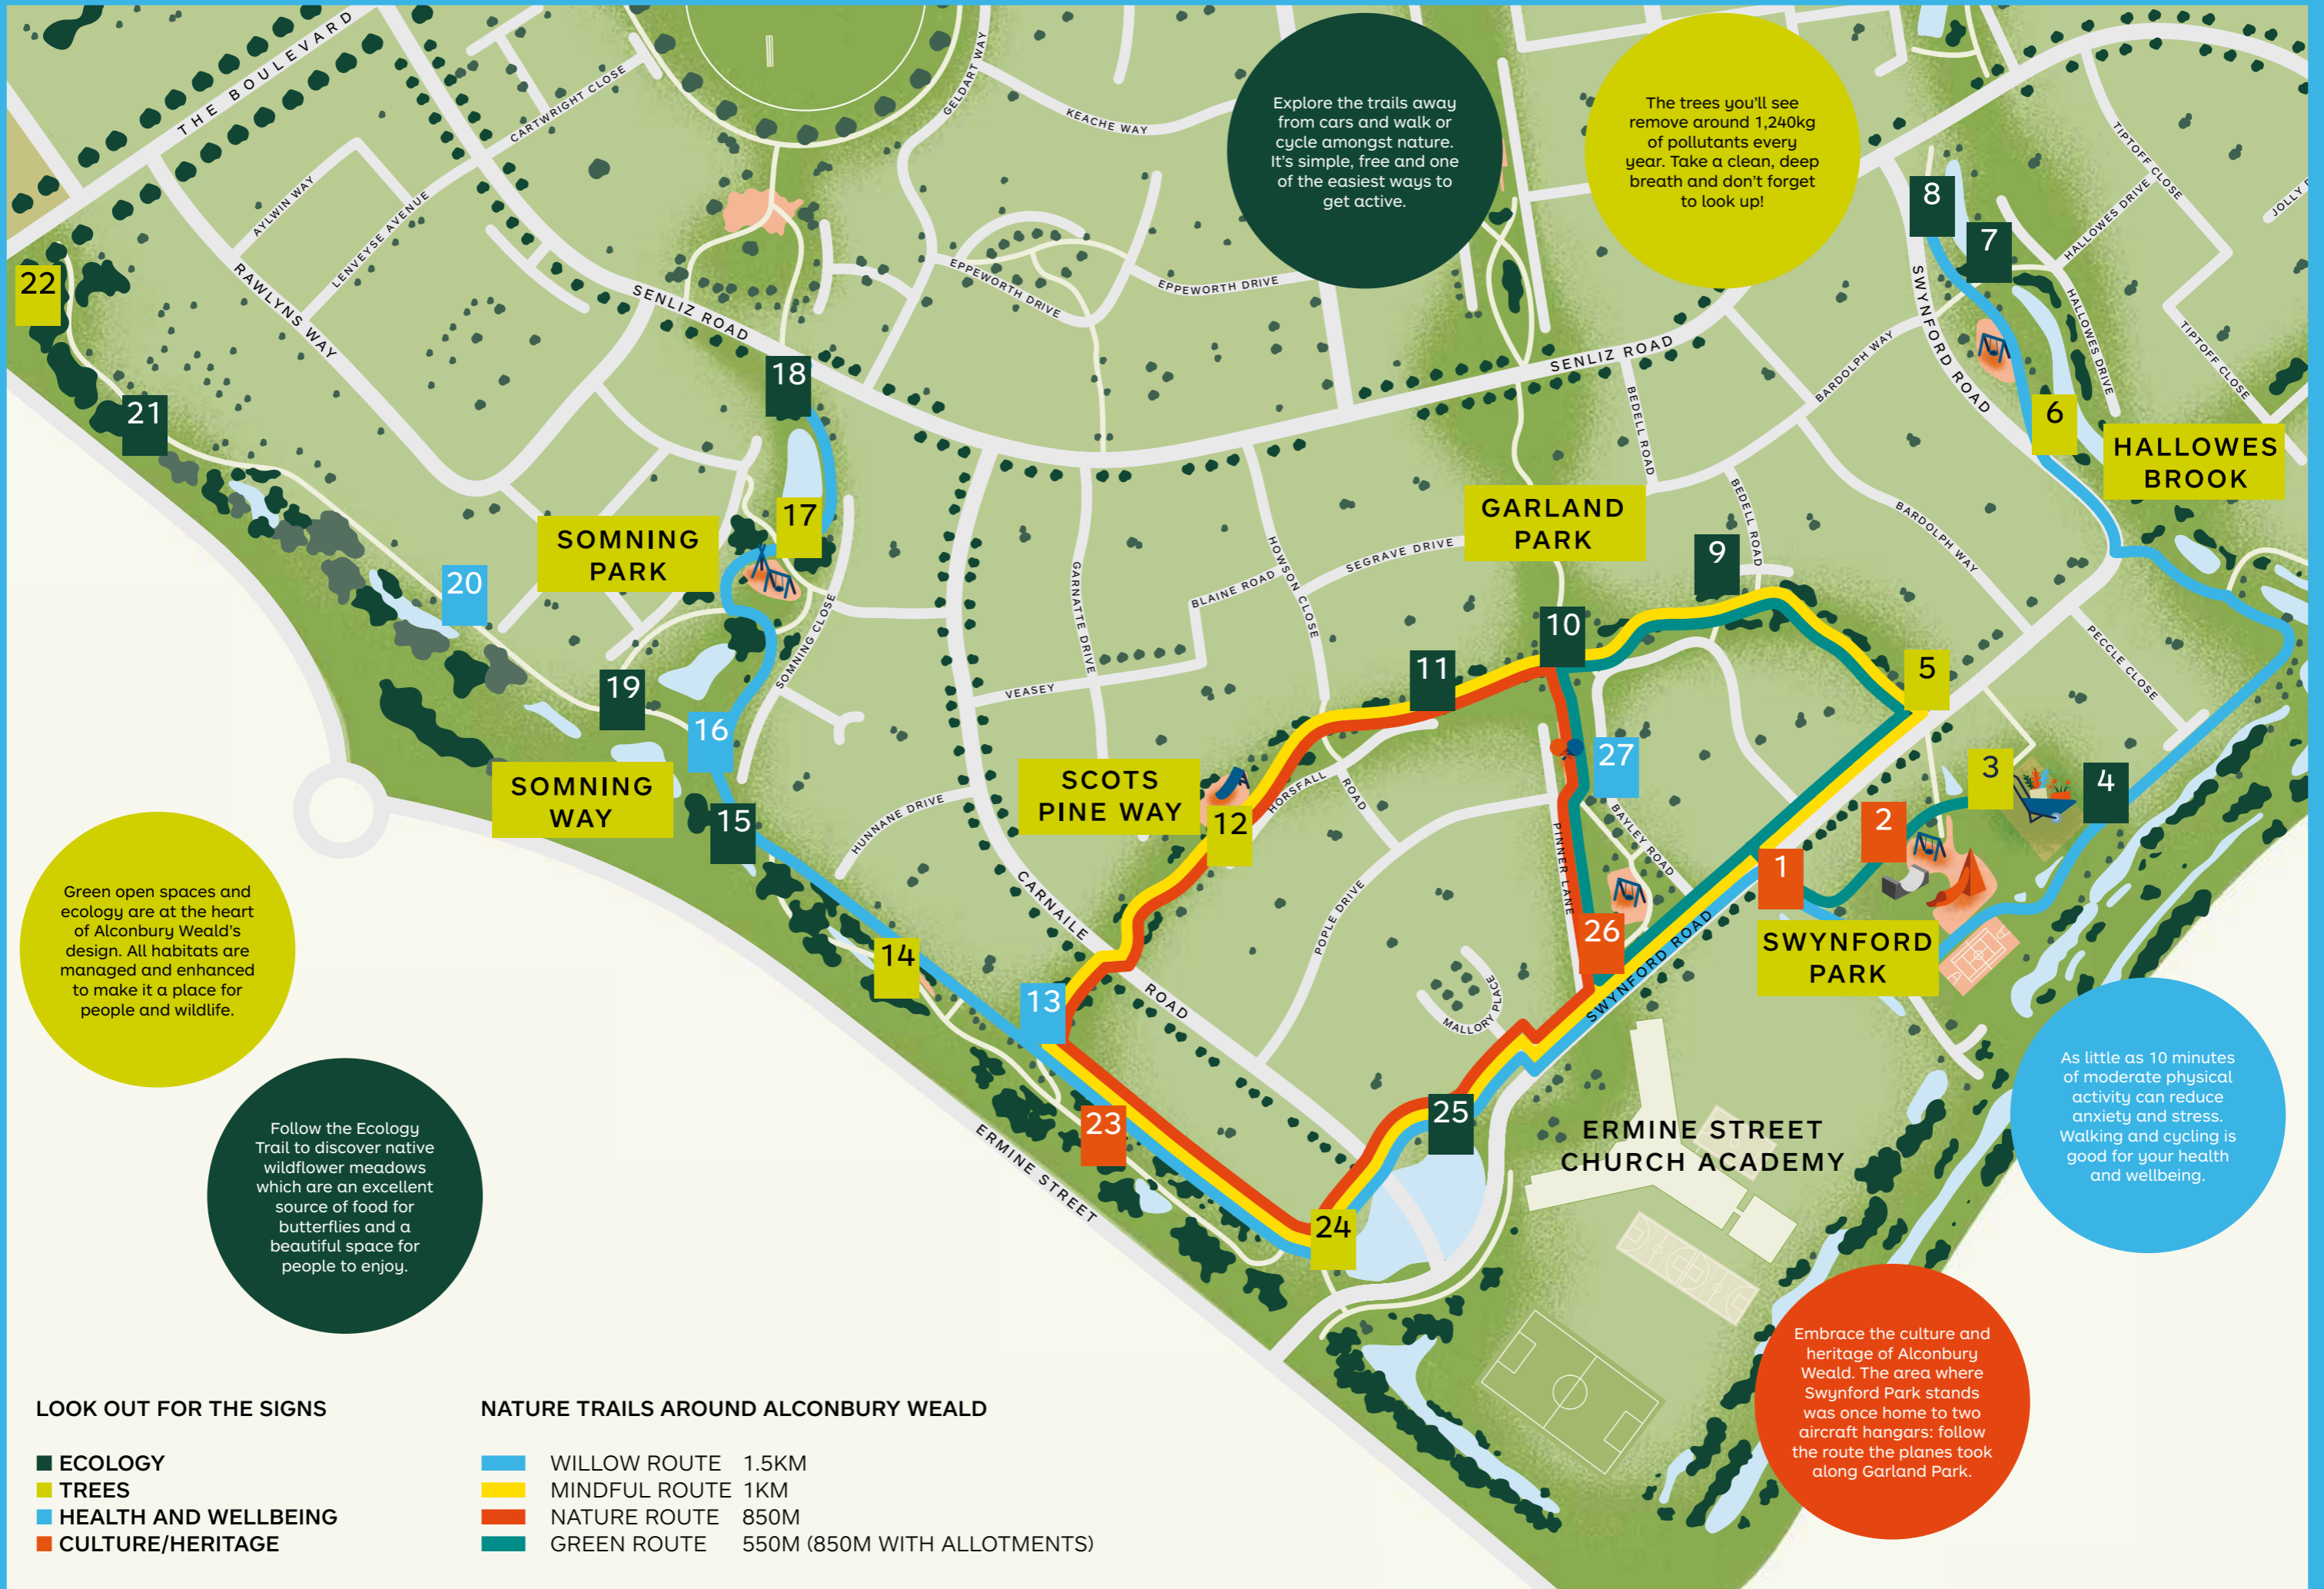 THE BOULEVARD
CARTWRIGHT CLOSE
GELDART WAY
KEACHE WAY
AYLWIN WAY
LENVEYSE AVENUE
RAWLYNS WAY
SENLIZ ROAD
EPPEWORTH DRIVE
EPPEWORTH DRIVE
Explore the trails away
from cars and walk or
cycle amongst nature.
It's simple, free and one
of the easiest ways to
get active.
The trees you'll see
remove around 1,240kg
of pollutants every
year. Take a clean, deep
breath and don't forget
to look up!
TIPTOFF CLOSE
HALLOWES DRIVE
8
7
SWYNFORD ROAD
HALLOWES DRIVE
TIPTOFF CLOSE
22
21
18
SENLIZ ROAD
BEDELL ROAD
BARDOLPH WAY
6
HALLOWES
BROOK
17
SOMNING
PARK
GARLAND
PARK
BEDELL ROAD
BARDOLPH WAY
20
GARNATTE DRIVE
BLAINE ROAD
HOWSON CLOSE
SEGRAVE DRIVE
9
10
11
5
PECCLE CLOSE
19
SOMNING CLOSE
16
VEASEY
SOMNING
WAY
15
HUNNANE DRIVE
SCOTS
PINE WAY
12
HORSFALL
ROAD
27
BAYLEY ROAD
PINNER LANE
3
4
2
1
SWYNFORD
PARK
CARNAILE
ROAD
POPLE DRIVE
26
SWYNFORD ROAD
MALLORY PLACE
14
13
23
25
24
ERMINE STREET
ERMINE STREET
CHURCH ACADEMY
Green open spaces and
ecology are at the heart
of Alconbury Weald's
design. All habitats are
managed and enhanced
to make it a place for
people and wildlife.
Follow the Ecology
Trail to discover native
wildflower meadows
which are an excellent
source of food for
butterflies and a
beautiful space for
people to enjoy.
As little as 10 minutes
of moderate physical
activity can reduce
anxiety and stress.
Walking and cycling is
good for your health
and wellbeing.
Embrace the culture and
heritage of Alconbury
Weald. The area where
Swynford Park stands
was once home to two
aircraft hangars: follow
the route the planes took
along Garland Park.
LOOK OUT FOR THE SIGNS
ECOLOGY
TREES
HEALTH AND WELLBEING
CULTURE/HERITAGE
NATURE TRAILS AROUND ALCONBURY WEALD
WILLOW ROUTE 1.5KM
MINDFUL ROUTE 1KM
NATURE ROUTE 850M
GREEN ROUTE 550M (850M WITH ALLOTMENTS)
JOLLY